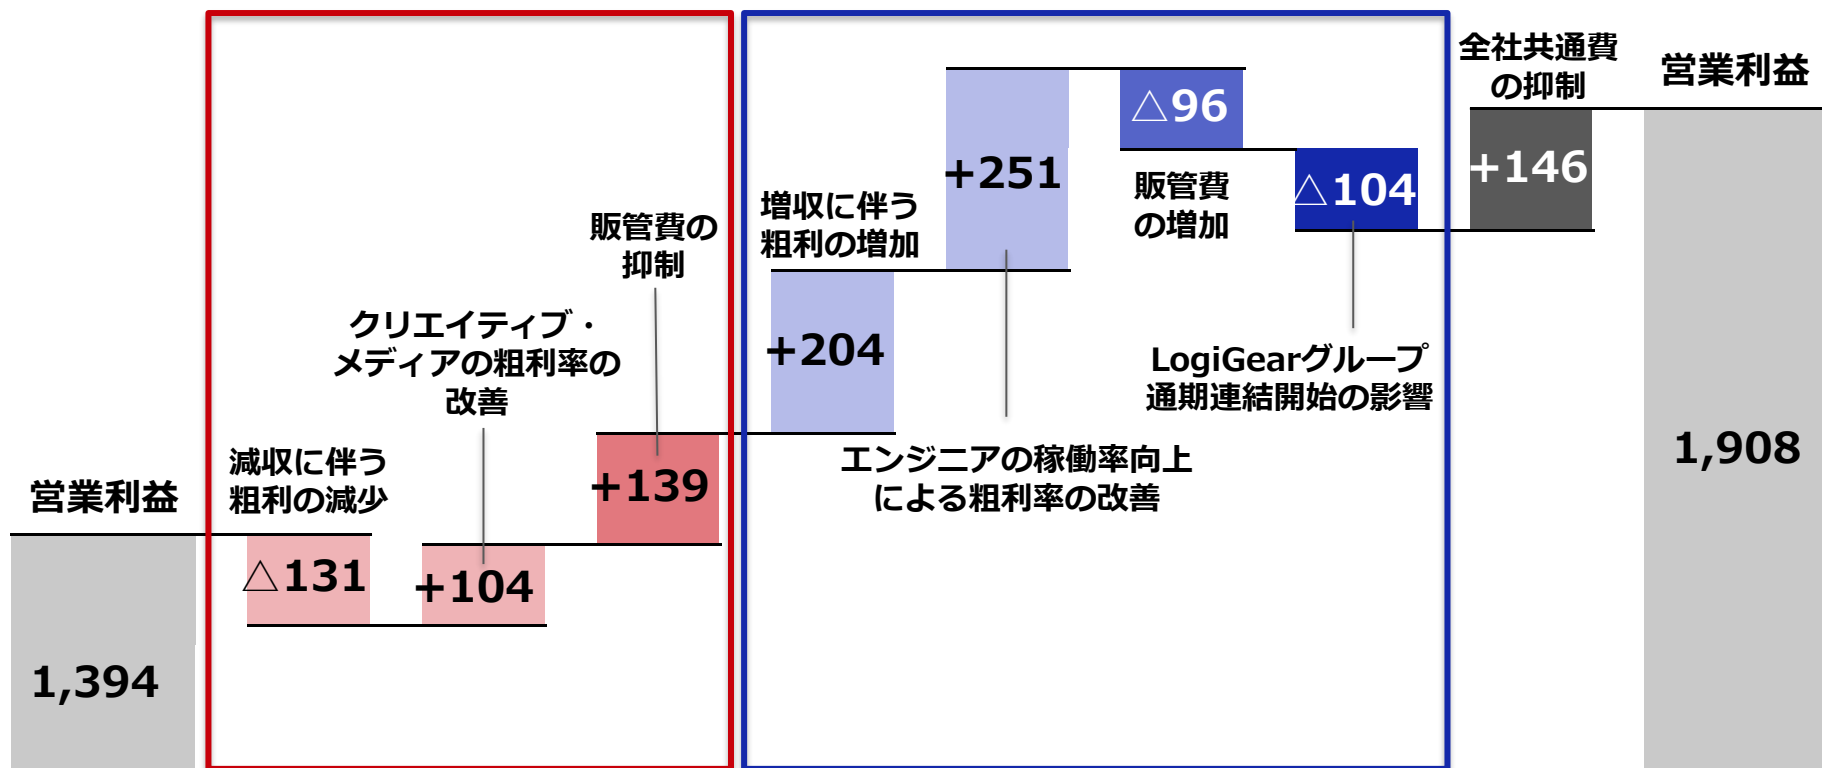 営業利益
1,394
減収に伴う
粗利の減少
△131
クリエイティブ・
メディアの粗利率の
改善
+104
販管費の
抑制
+139
増収に伴う
粗利の増加
+204
+251
エンジニアの稼働率向上
による粗利率の改善
△96
販管費
の増加
△104
LogiGearグループ
通期連結開始の影響
全社共通費
の抑制
+146
営業利益
1,908